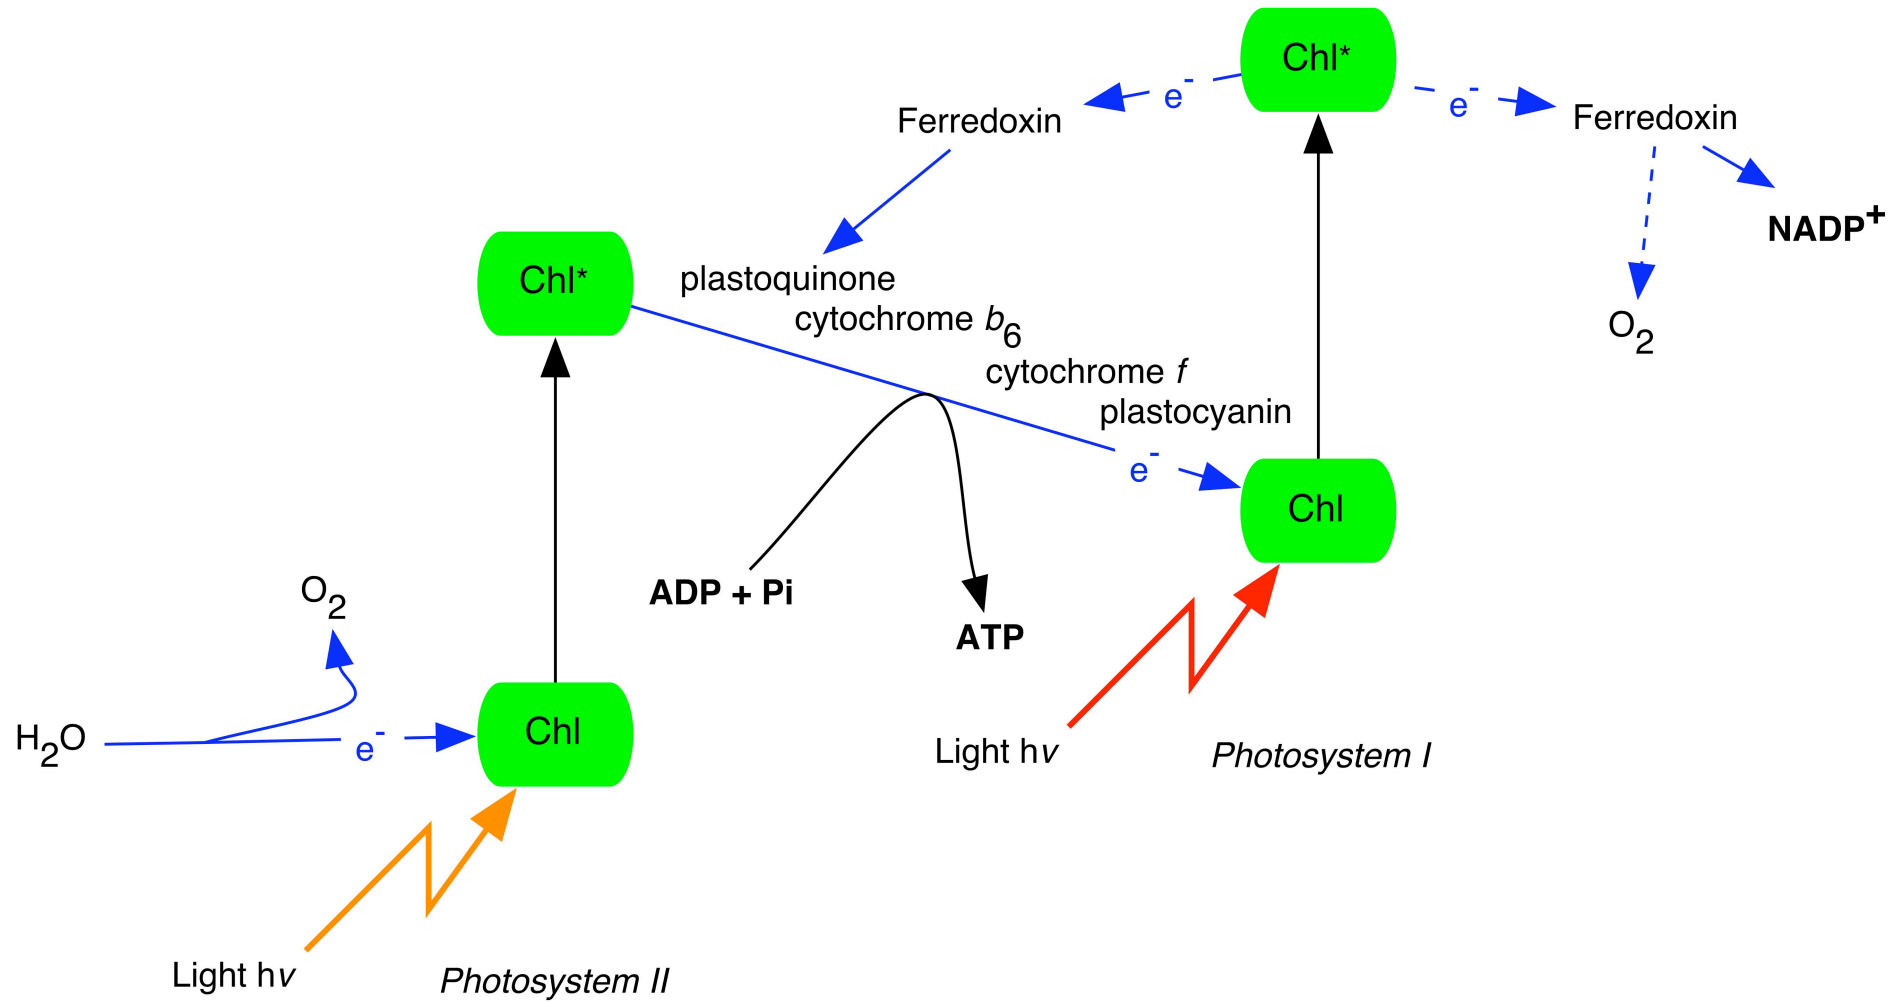 Chl*
e-
e-
Ferredoxin
Ferredoxin
NADP+
Chl*
plastoquinone
cytochrome b6
O2
cytochrome f
plastocyanin
e-
Chl
ADP + Pi
O2
ATP
H2O
e-
Chl
Light hv
Photosystem I
Light hv
Photosystem II